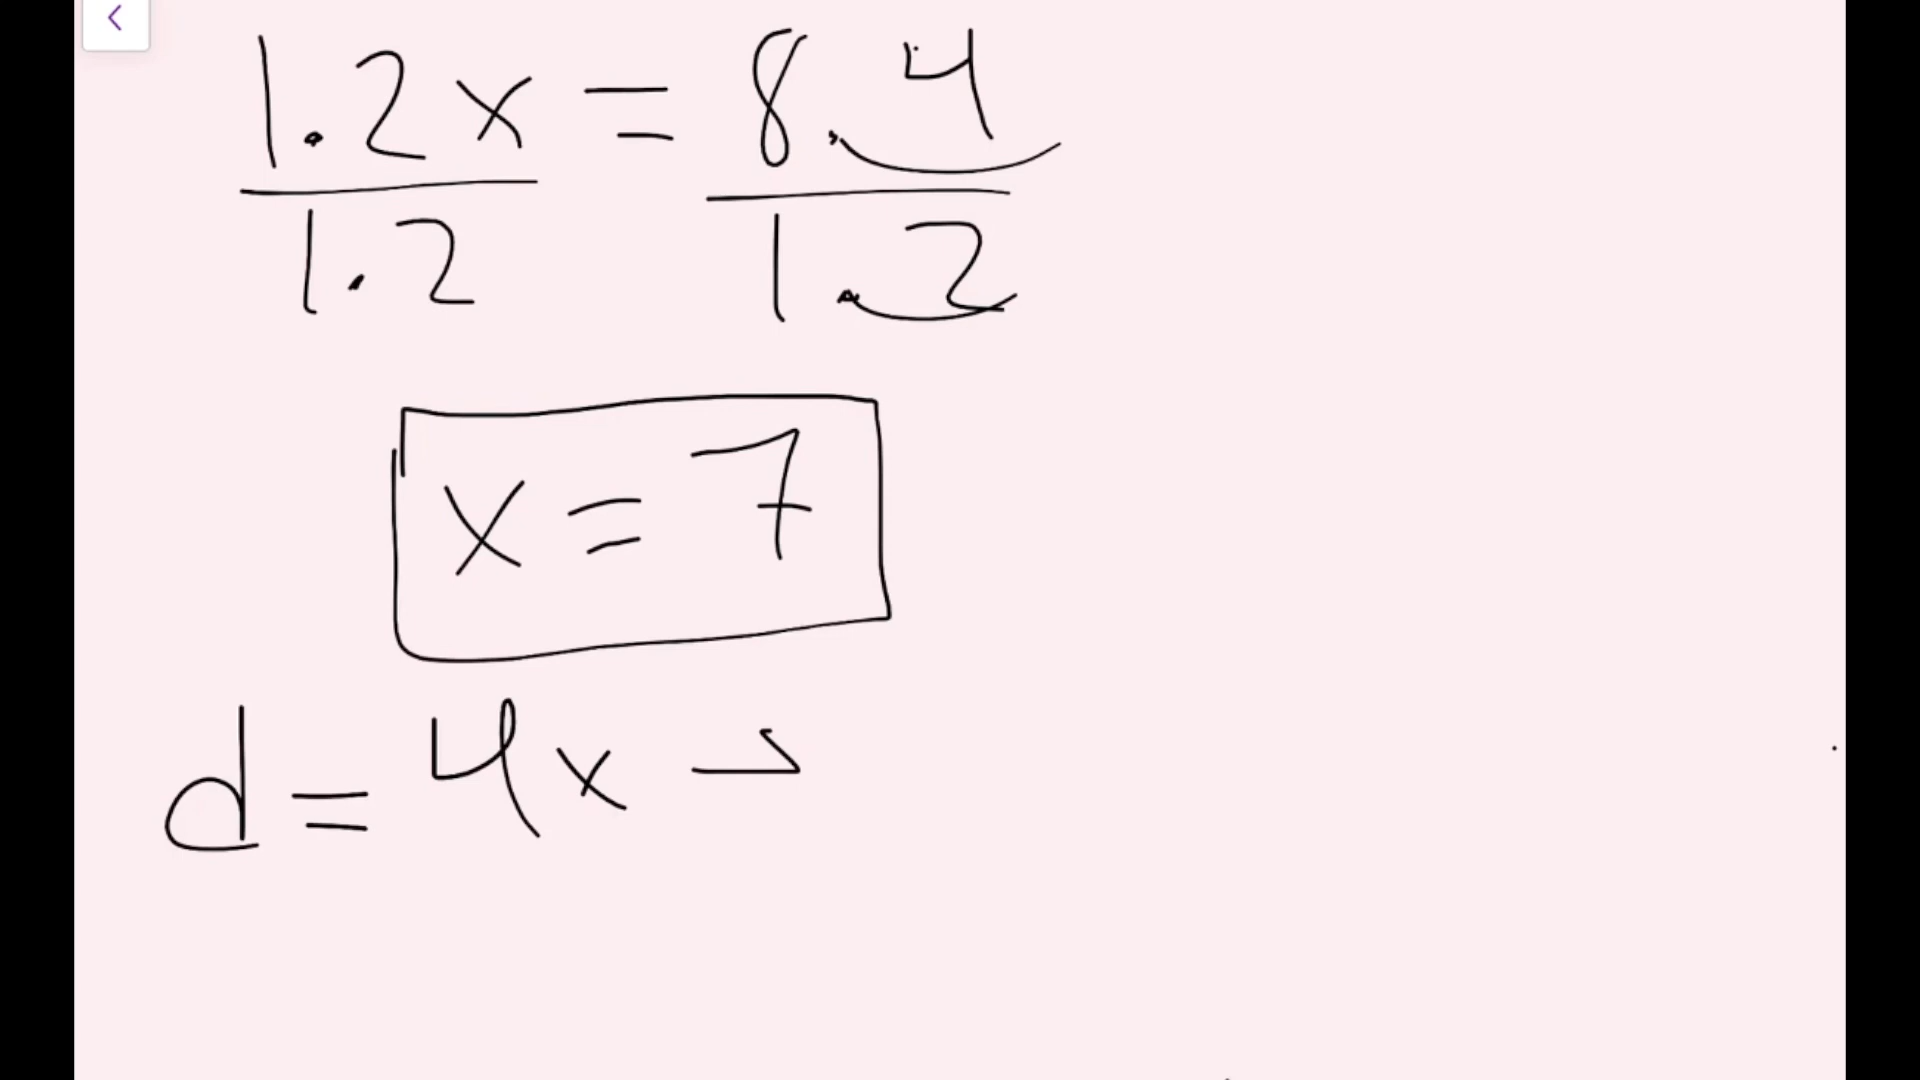 1.2x = 8.4
1.2 1.2
x = 7
d = 4x →